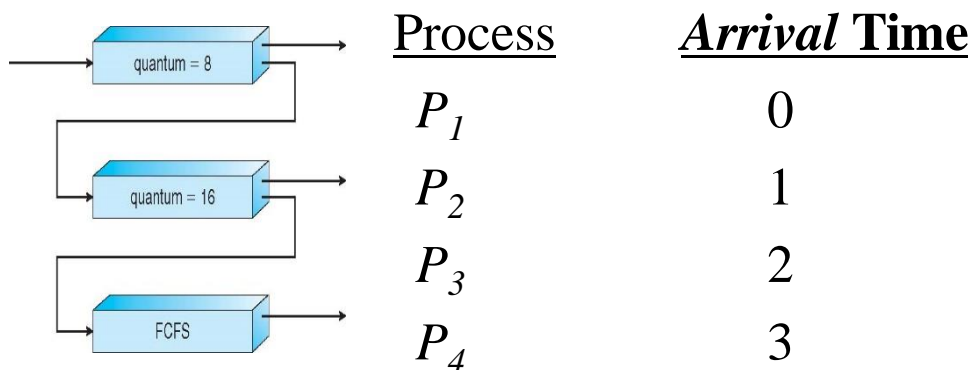 quantum = 8
quantum = 16
FCFS
Process Arrival Time
P1 0
P2 1
P3 2
P4 3